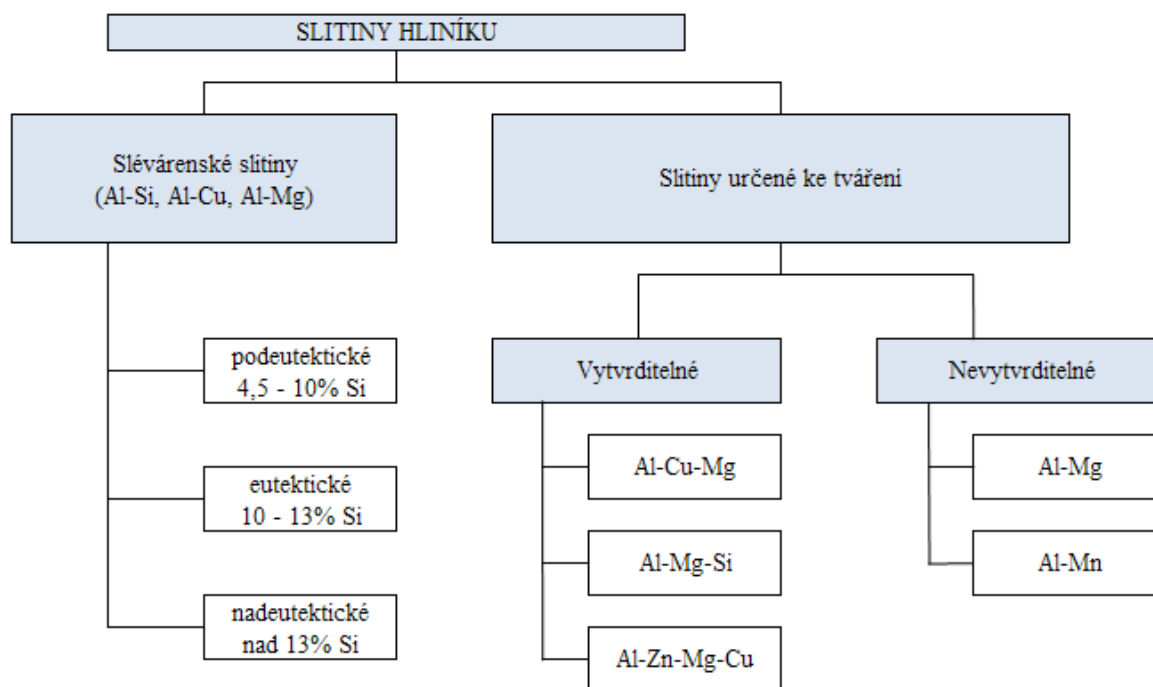 SLITINY HLINÍKU
Slévárenské slitiny
(Al-Si, Al-Cu, Al-Mg)
podeutektické
4,5 - 10% Si
eutektické
10 - 13% Si
nadeutektické
nad 13% Si
Slitiny určené ke tváření
Vytvrditelné
Al-Cu-Mg
Al-Mg-Si
Al-Zn-Mg-Cu
Nevytvrditelné
Al-Mg
Al-Mn